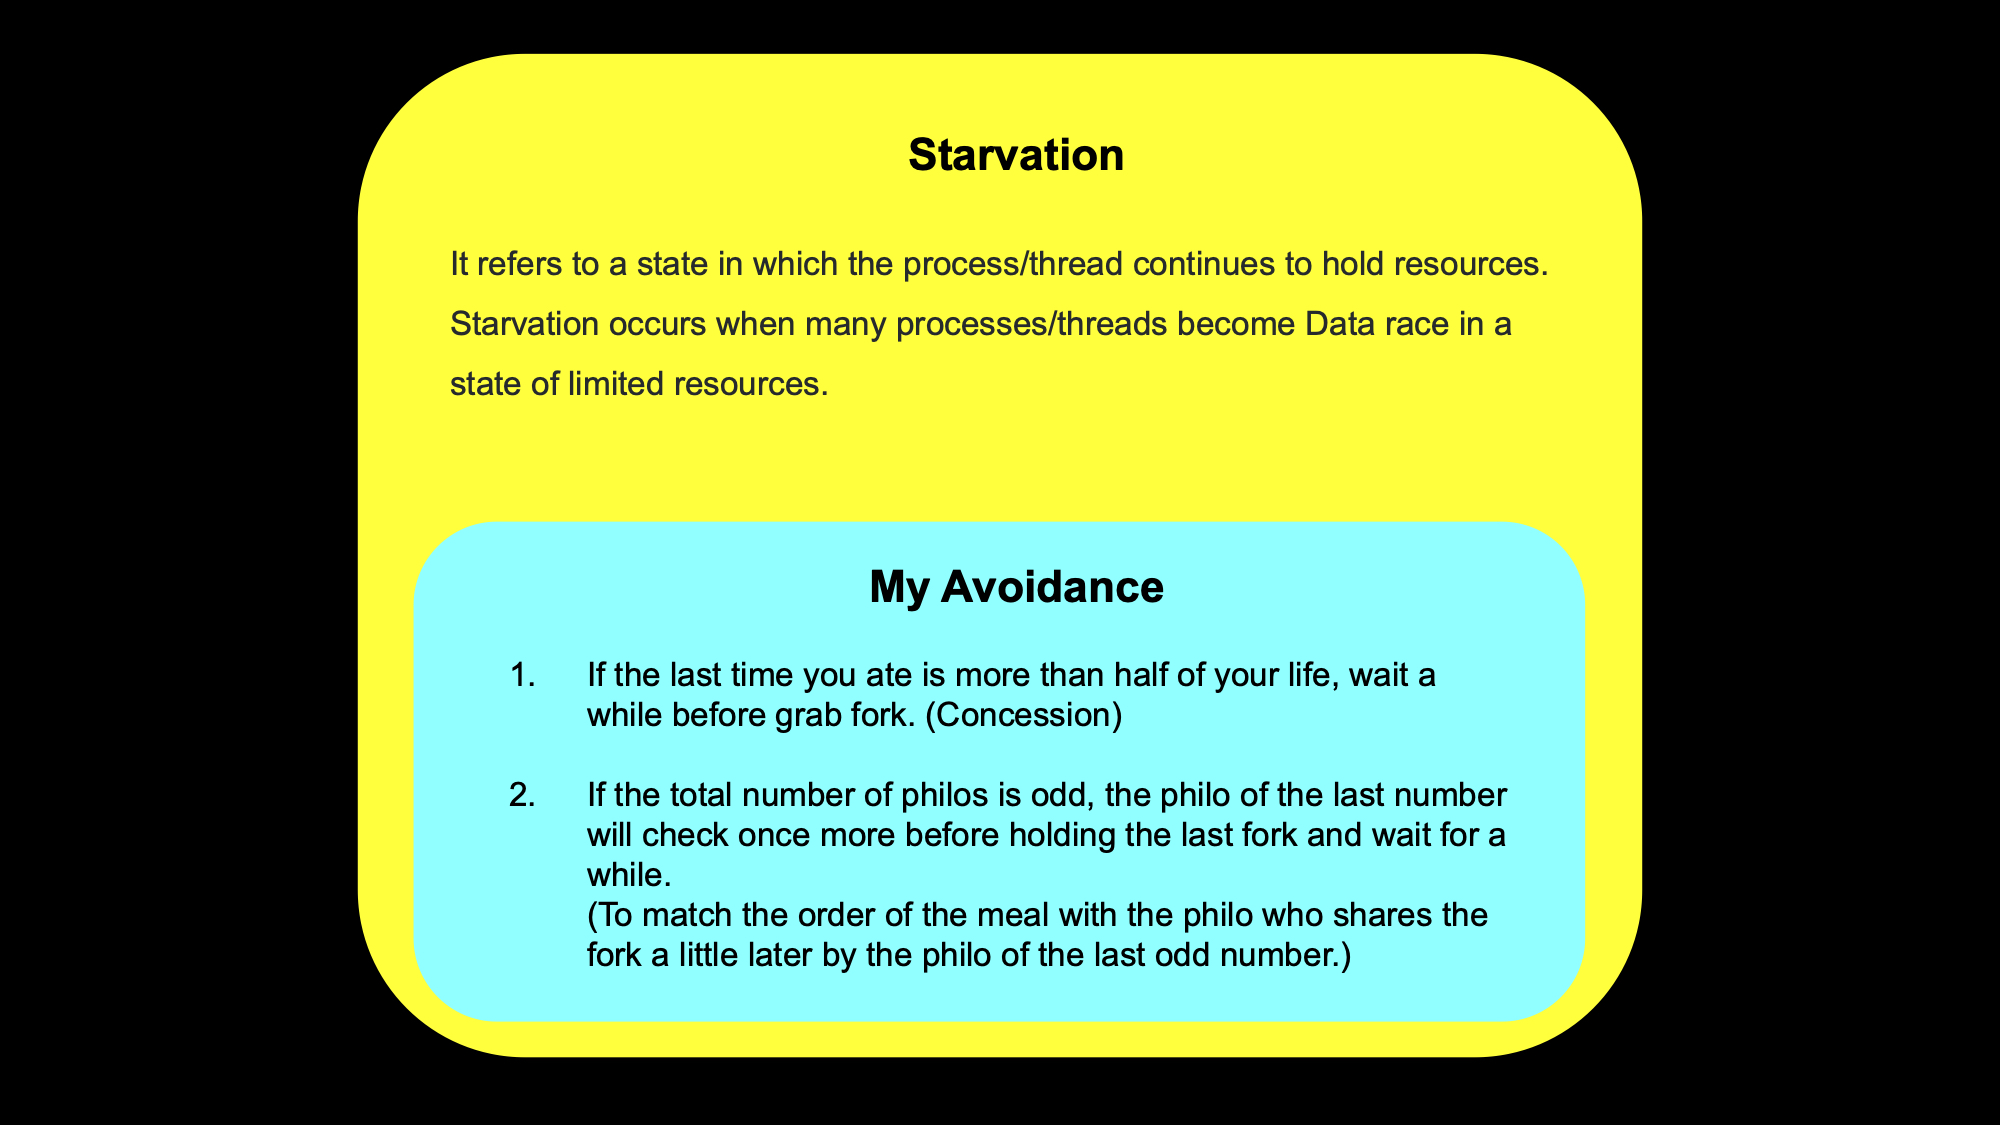 Starvation
It refers to a state in which the process/thread continues to hold resources.
Starvation occurs when many processes/threads become Data race in a
state of limited resources.
My Avoidance
1. If the last time you ate is more than half of your life, wait a
while before grab fork. (Concession)
2. If the total number of philos is odd, the philo of the last number
will check once more before holding the last fork and wait for a
while.
(To match the order of the meal with the philo who shares the
fork a little later by the philo of the last odd number.)